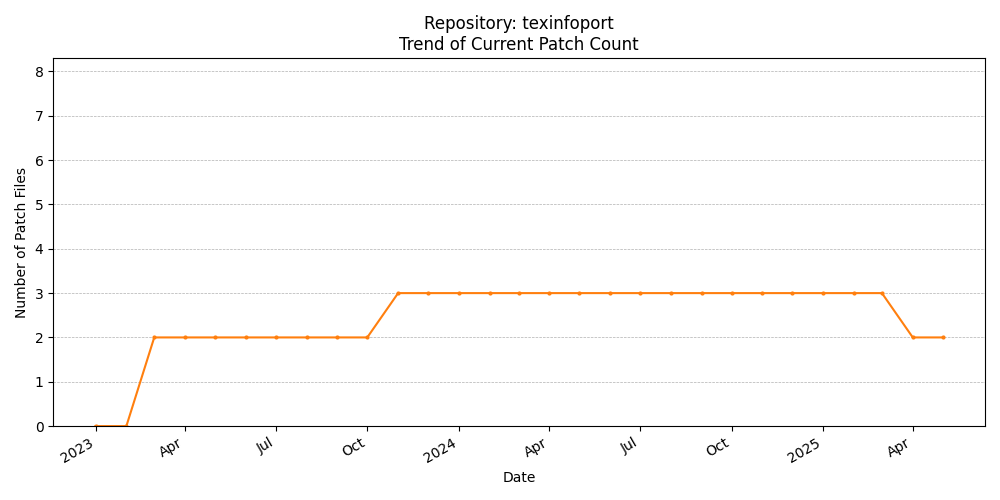 Repository: texinfoport
Trend of Current Patch Count
Number of Patch Files
8
7
6
5
4
3
2
1
0
2023
Apr
Jul
Oct
2024
Apr
Jul
Oct
2025
Apr
Date